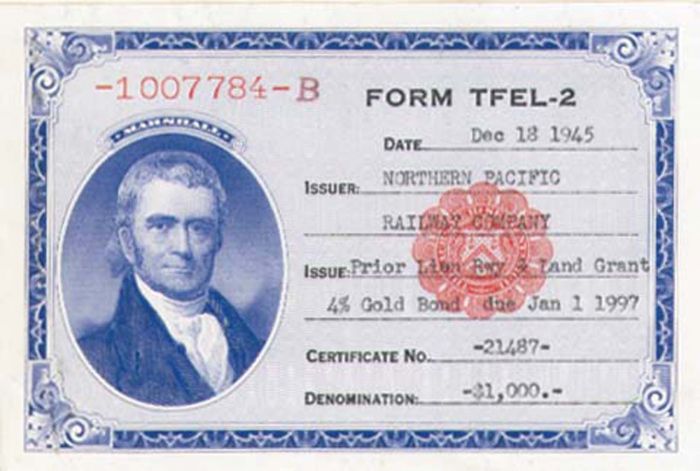 -1007784-B
FORM TFEL-2
MARSHALL
DATE Dec 18 1945
ISSUER: NORTHERN PACIFIC
RAILWAY COMPANY
ISSUE: Prior Lien Rwy & Land Grant
4% Gold Bond due Jan 1 1997
CERTIFICATE NO. -21487-
DENOMINATION: -$1,000.-